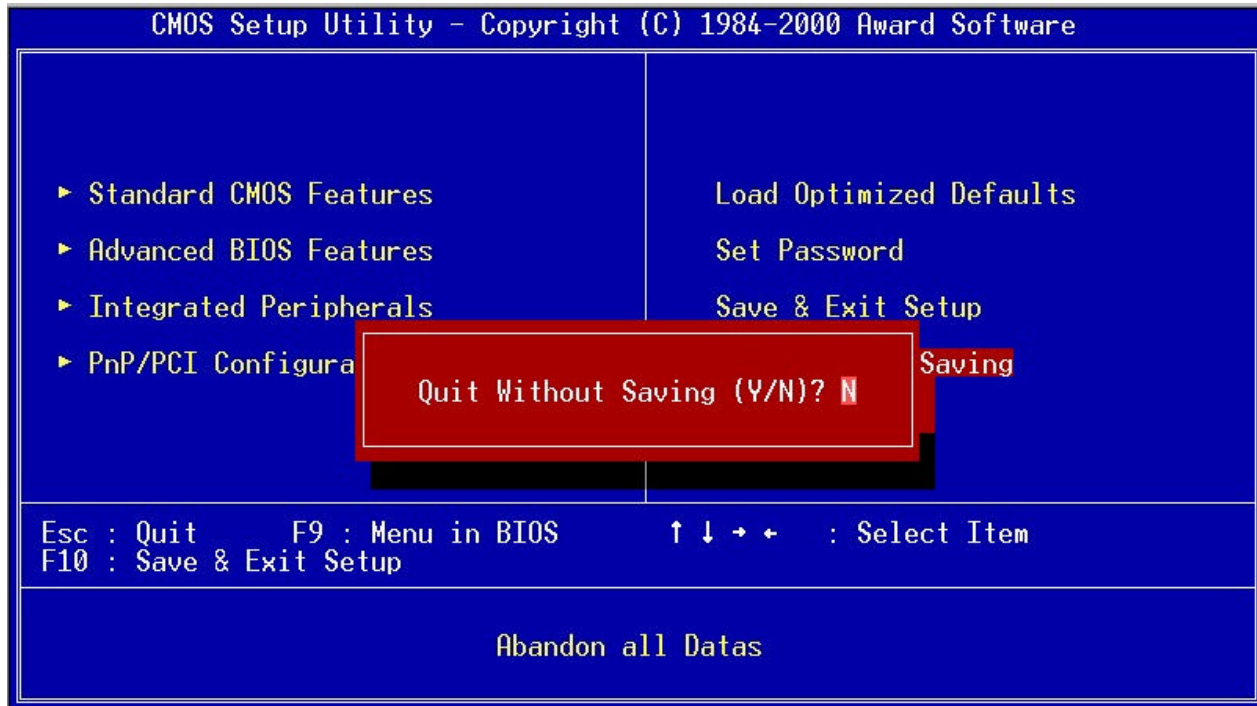 CMOS Setup Utility - Copyright (C) 1984-2000 Award Software
► Standard CMOS Features
► Advanced BIOS Features
► Integrated Peripherals
► PnP/PCI Configura
Load Optimized Defaults
Set Password
Save & Exit Setup
Saving
Quit Without Saving (Y/N)? N
Esc : Quit F9 : Menu in BIOS ↑ ↓ → ← : Select Item
F10 : Save & Exit Setup
Abandon all Datas